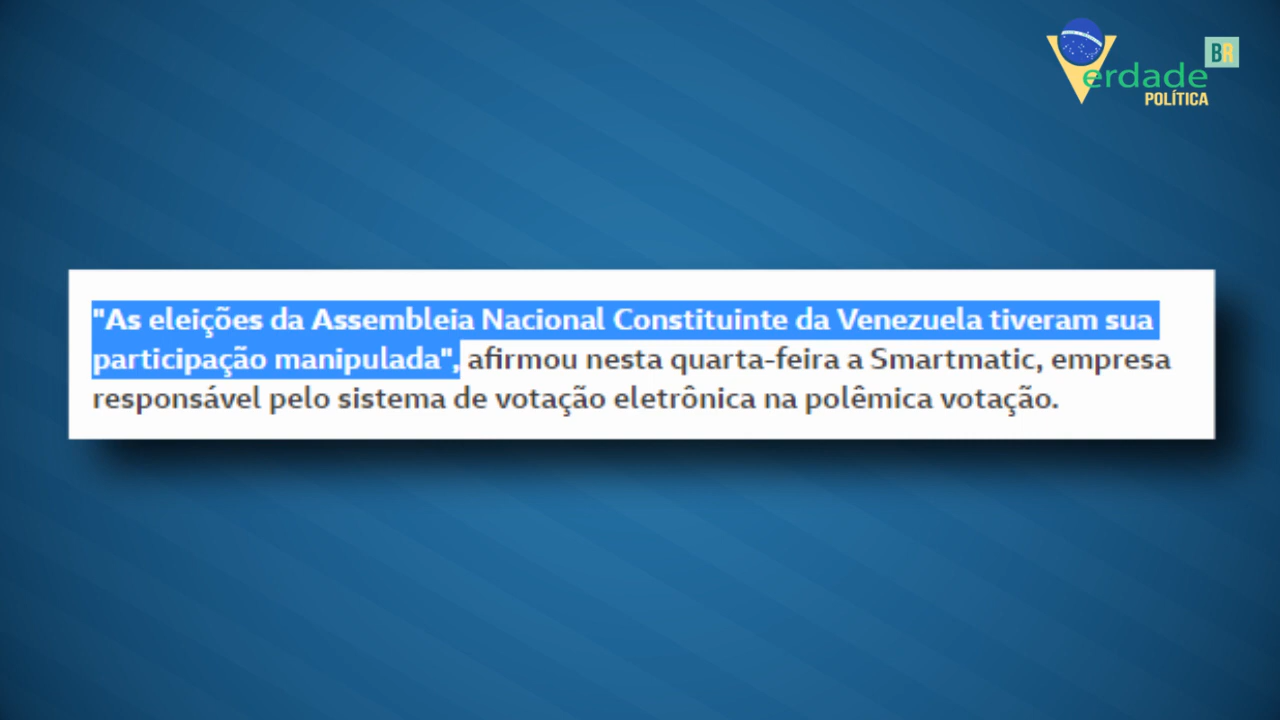 BR
Verdade
POLÍTICA
"As eleições da Assembleia Nacional Constituinte da Venezuela tiveram sua
participação manipulada", afirmou nesta quarta-feira a Smartmatic, empresa
responsável pelo sistema de votação eletrônica na polêmica votação.